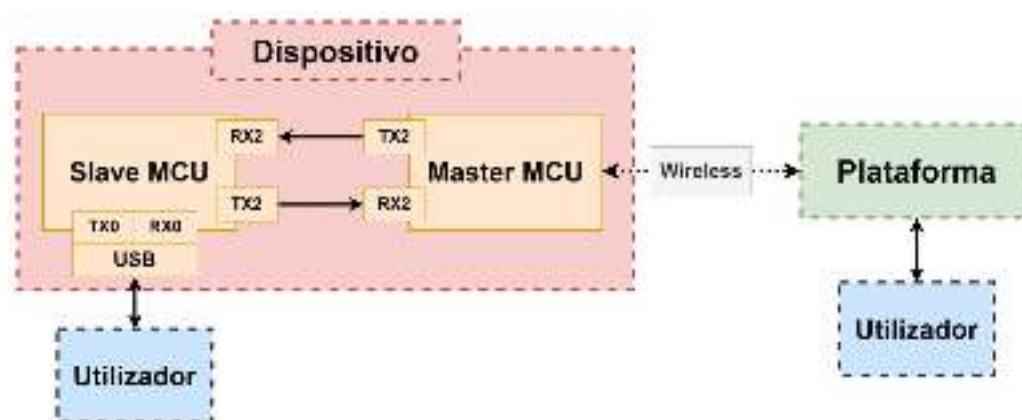 Dispositivo
RX2
TX2
Slave MCU
Master MCU
Wireless
Plataforma
TX2
RX2
TX0 RX0
USB
Utilizador
Utilizador